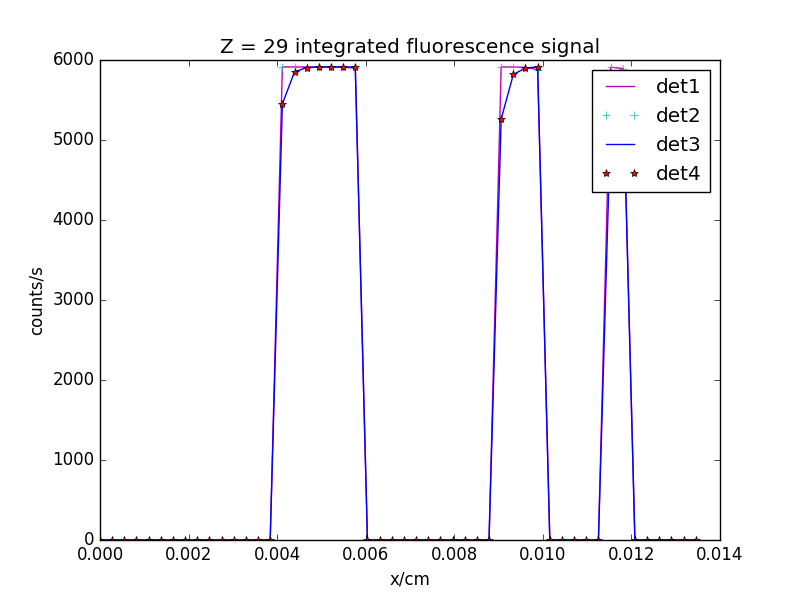 Z = 29 integrated fluorescence signal
6000
5000
4000
3000
2000
1000
0
counts/s
det1
det2
det3
det4
0.000 0.002 0.004 0.006 0.008 0.010 0.012 0.014
x/cm